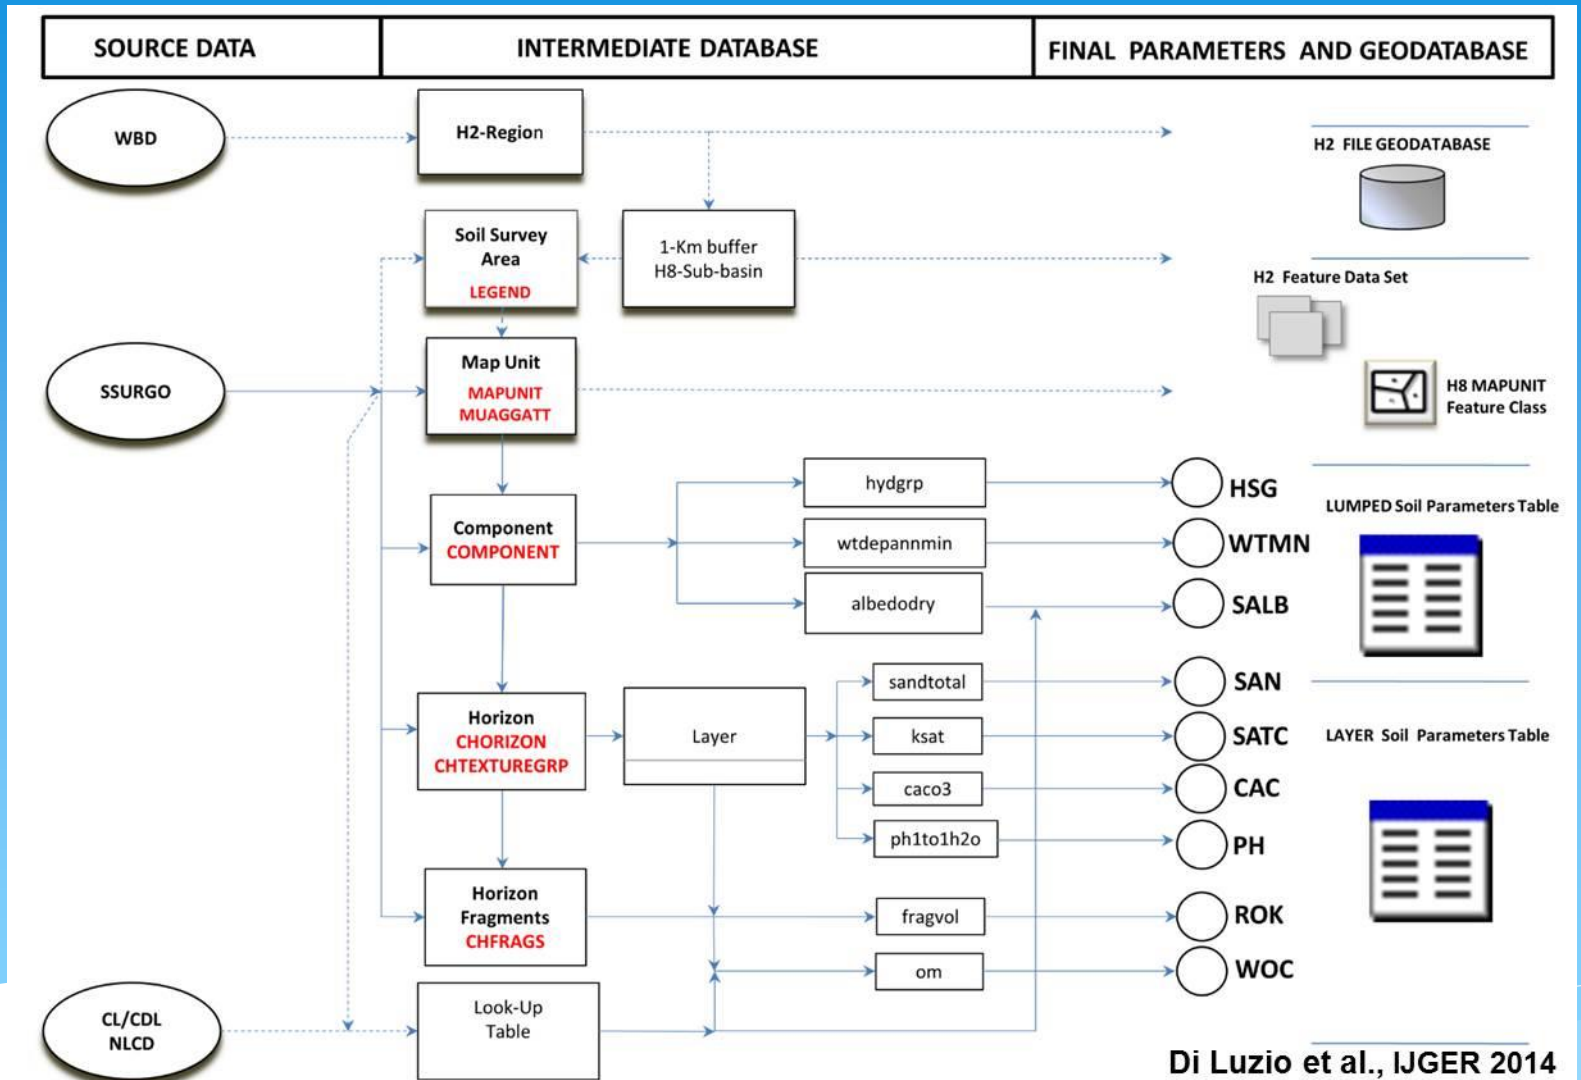 SOURCE DATA
INTERMEDIATE DATABASE
FINAL PARAMETERS AND GEODATABASE
WBD
H2-Region
H2 FILE GEODATABASE
Soil Survey
Area
LEGEND
1-Km buffer
H8-Sub-basin
H2 Feature Data Set
SSURGO
Map Unit
MAPUNIT
MUAGGATT
H8 MAPUNIT
Feature Class
Component
COMPONENT
hydgrp
HSG
wtdepannmin
WTMN
albedodry
SALB
LUMPED Soil Parameters Table
Horizon
CHORIZON
CHTEXTUREGRP
Layer
sandtotal
SAN
ksat
SATC
caco3
CAC
ph1to1h2o
PH
LAYER Soil Parameters Table
Horizon
Fragments
CHFRAGS
fragvol
ROK
om
WOC
CL/CDL
NLCD
Look-Up
Table
Di Luzio et al., IJGER 2014